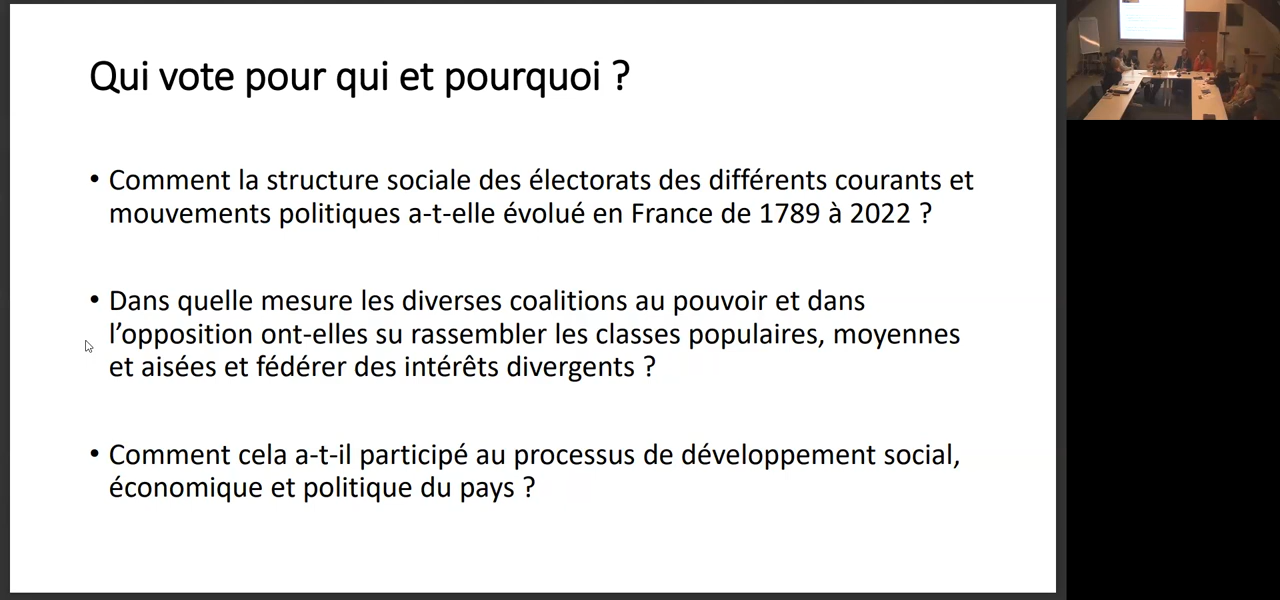 Qui vote pour qui et pourquoi ?
• Comment la structure sociale des électorats des différents courants et
mouvements politiques a-t-elle évolué en France de 1789 à 2022 ?
• Dans quelle mesure les diverses coalitions au pouvoir et dans
l’opposition ont-elles su rassembler les classes populaires, moyennes
et aisées et fédérer des intérêts divergents ?
• Comment cela a-t-il participé au processus de développement social,
économique et politique du pays ?